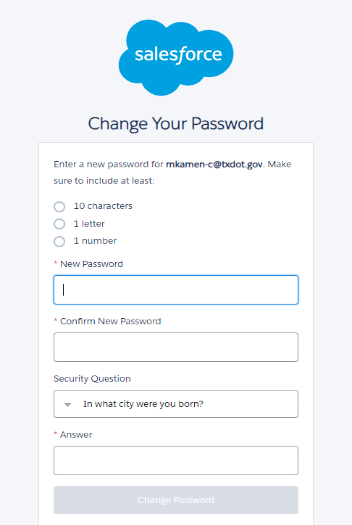 salesforce
Change Your Password
Enter a new password for mkamen-c@txdot.gov. Make
sure to include at least:
10 characters
1 letter
1 number
* New Password
* Confirm New Password
Security Question
In what city were you born?
* Answer
Change Password